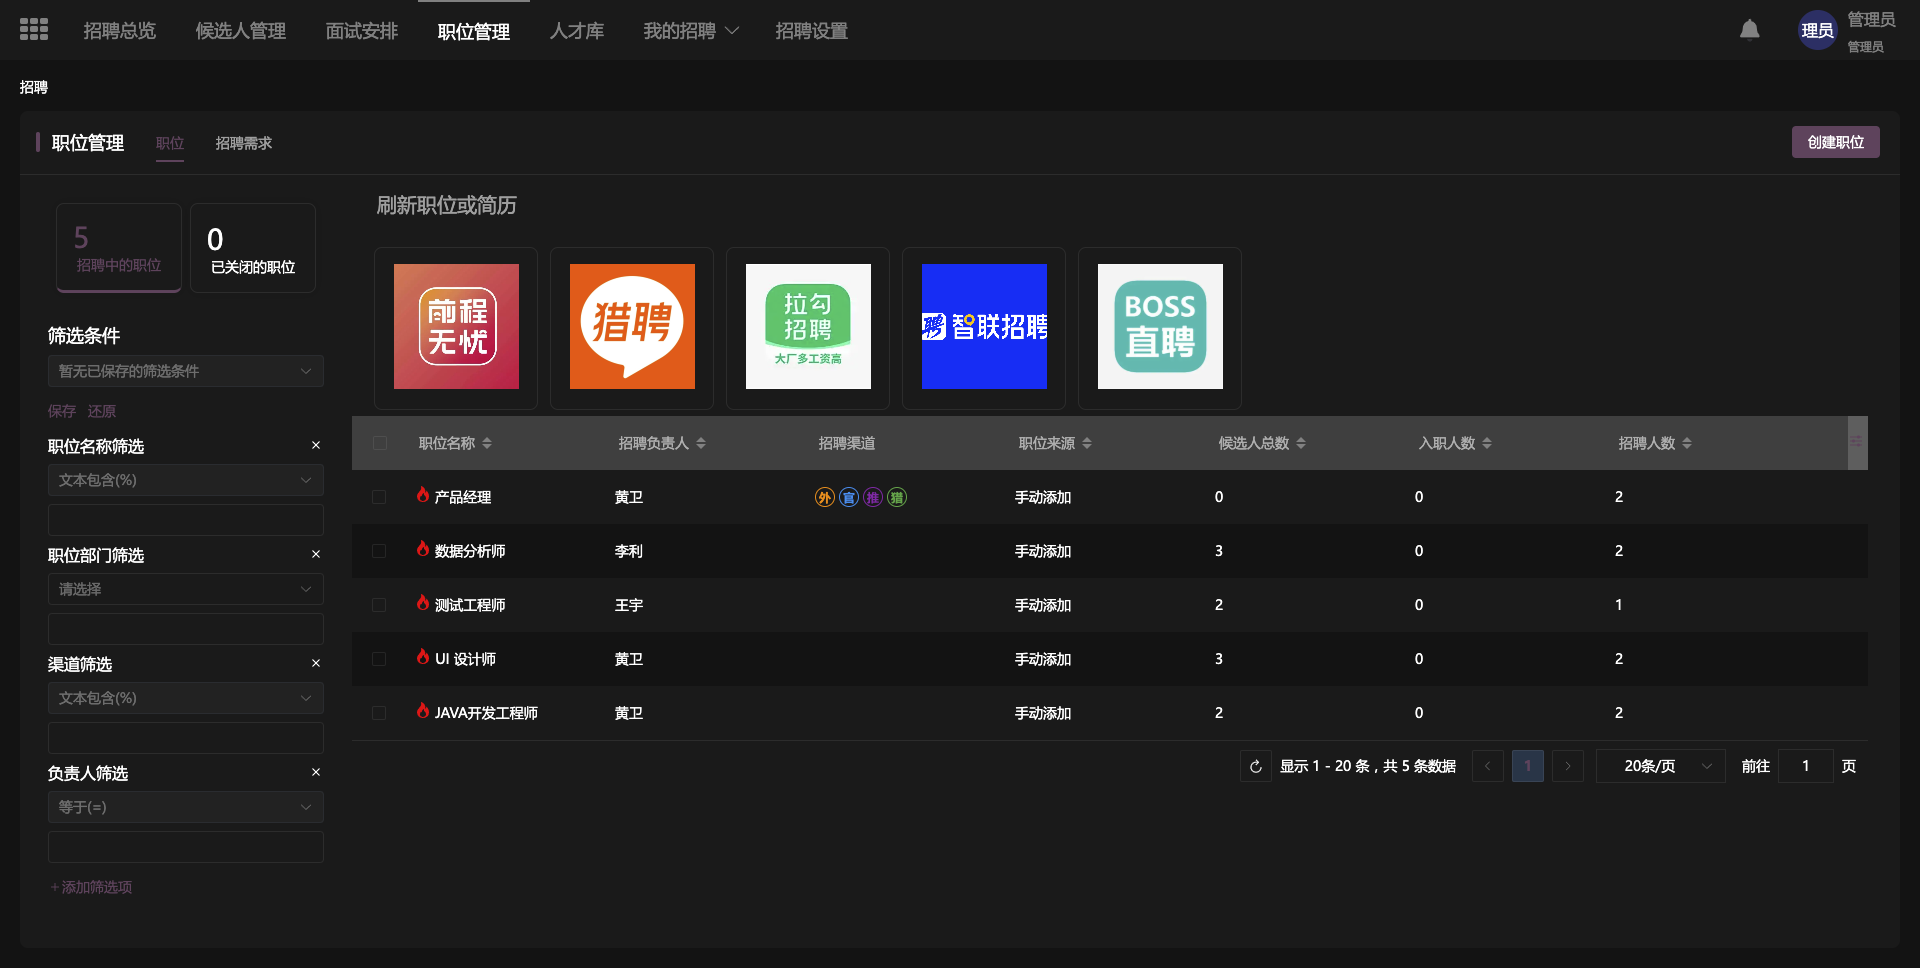 招聘总览 候选人管理 面试安排 职位管理 人才库 我的招聘 招聘设置 理员 管理员
管理员
招聘
职位管理 职位 招聘需求 创建职位
5
招聘中的职位
0
已关闭的职位
筛选条件
暂无已保存的筛选条件
保存 还原
职位名称筛选
文本包含(%)
职位部门筛选
请选择
渠道筛选
文本包含(%)
负责人筛选
等于(=)
+添加筛选项
刷新职位或简历
前程
无忧
猎聘
拉勾
招聘
大厂多工资高
聘 智联招聘
BOSS
直聘
职位名称 招聘负责人 招聘渠道 职位来源 候选人总数 入职人数 招聘人数
产品经理 黄卫 外 官 推 猎 手动添加 0 0 2
数据分析师 李利 手动添加 3 0 2
测试工程师 王宇 手动添加 2 0 1
UI 设计师 黄卫 手动添加 3 0 2
JAVA开发工程师 黄卫 手动添加 2 0 2
显示 1 - 20 条，共 5 条数据 1 20条/页 前往 1 页